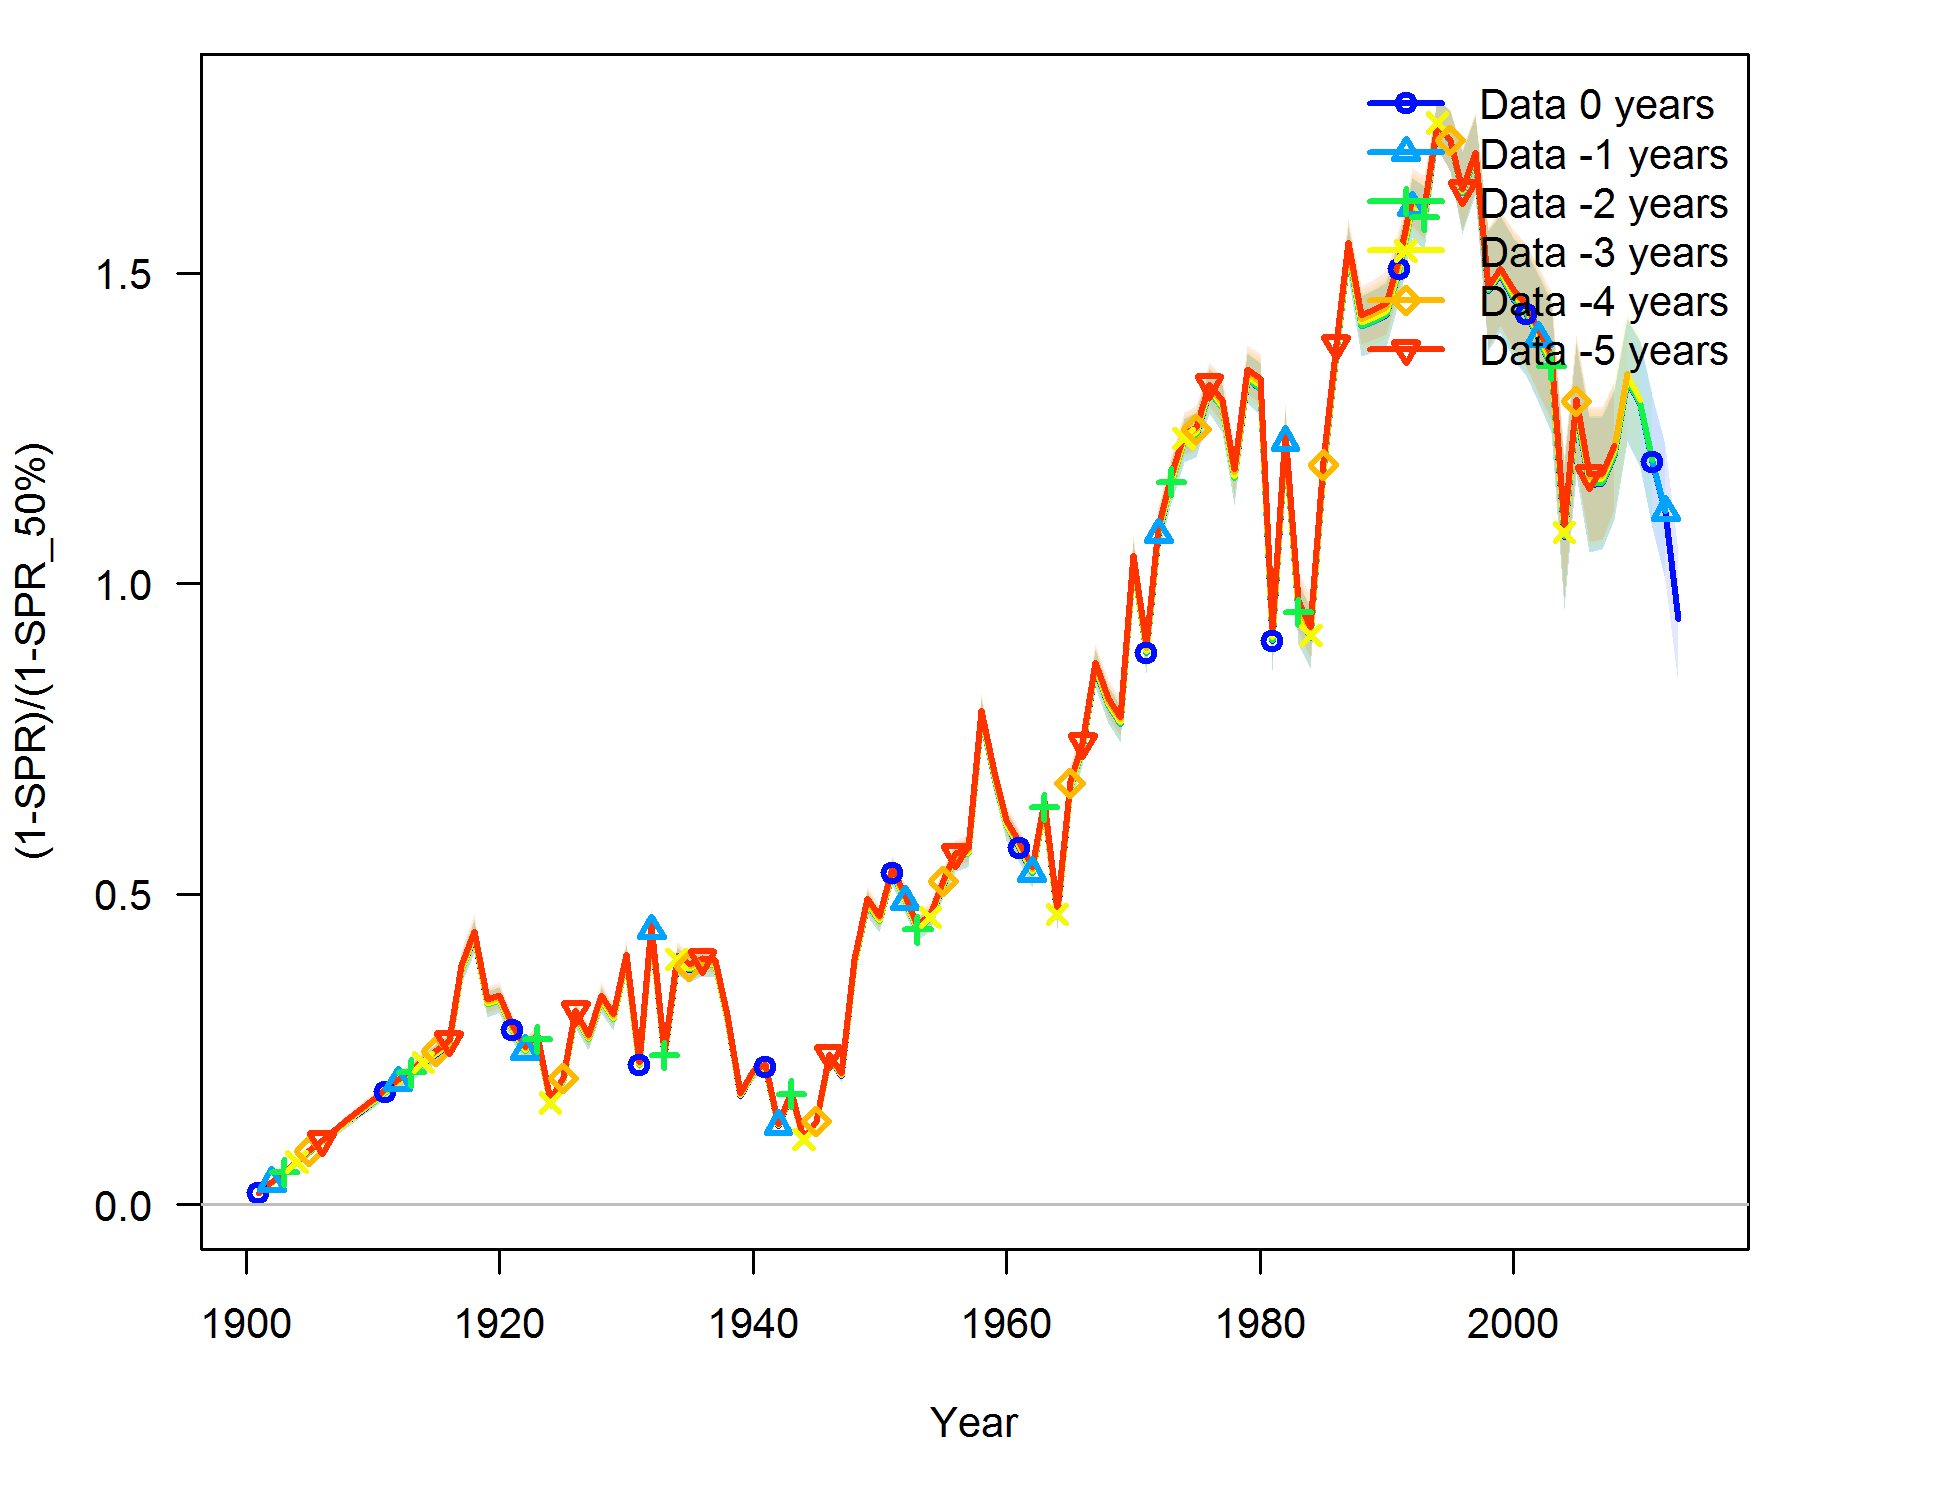 Data 0 years
Data -1 years
Data -2 years
Data -3 years
Data -4 years
Data -5 years
(1-SPR)/(1-SPR_50%)
1.5
1.0
0.5
0.0
1900 1920 1940 1960 1980 2000
Year